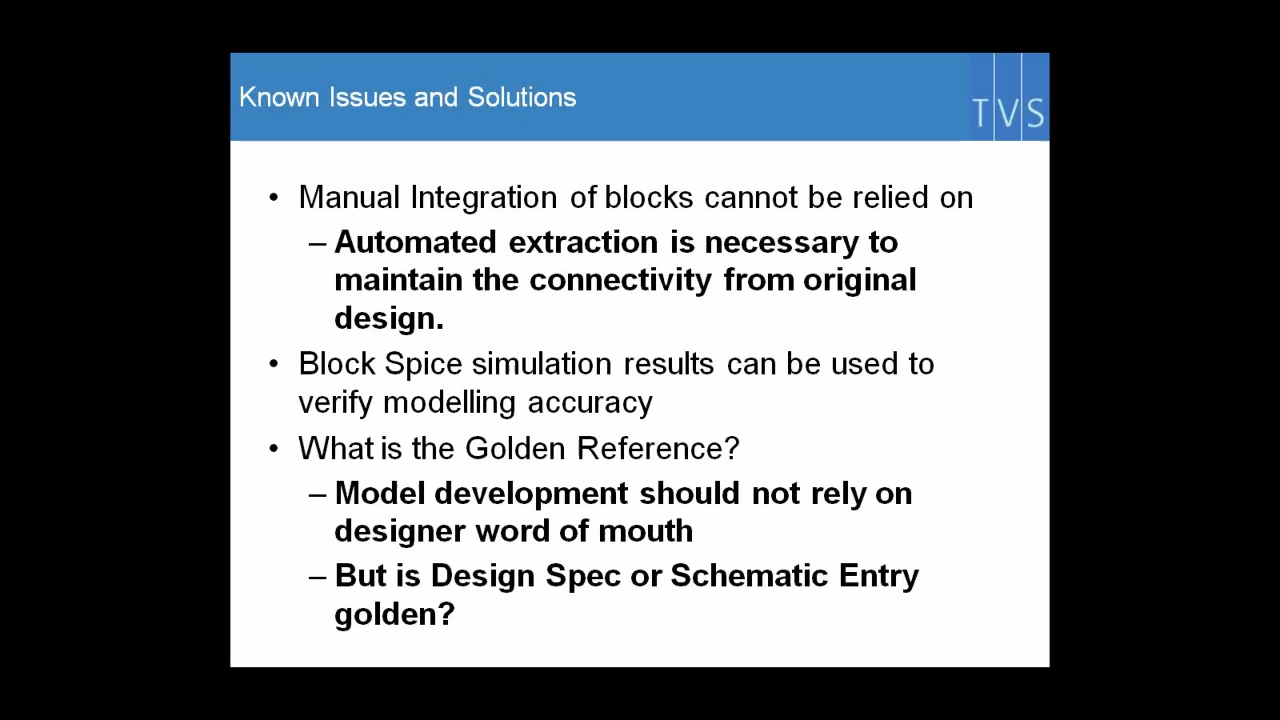 Known Issues and Solutions
TVS
• Manual Integration of blocks cannot be relied on
– Automated extraction is necessary to
maintain the connectivity from original
design.
• Block Spice simulation results can be used to
verify modelling accuracy
• What is the Golden Reference?
– Model development should not rely on
designer word of mouth
– But is Design Spec or Schematic Entry
golden?